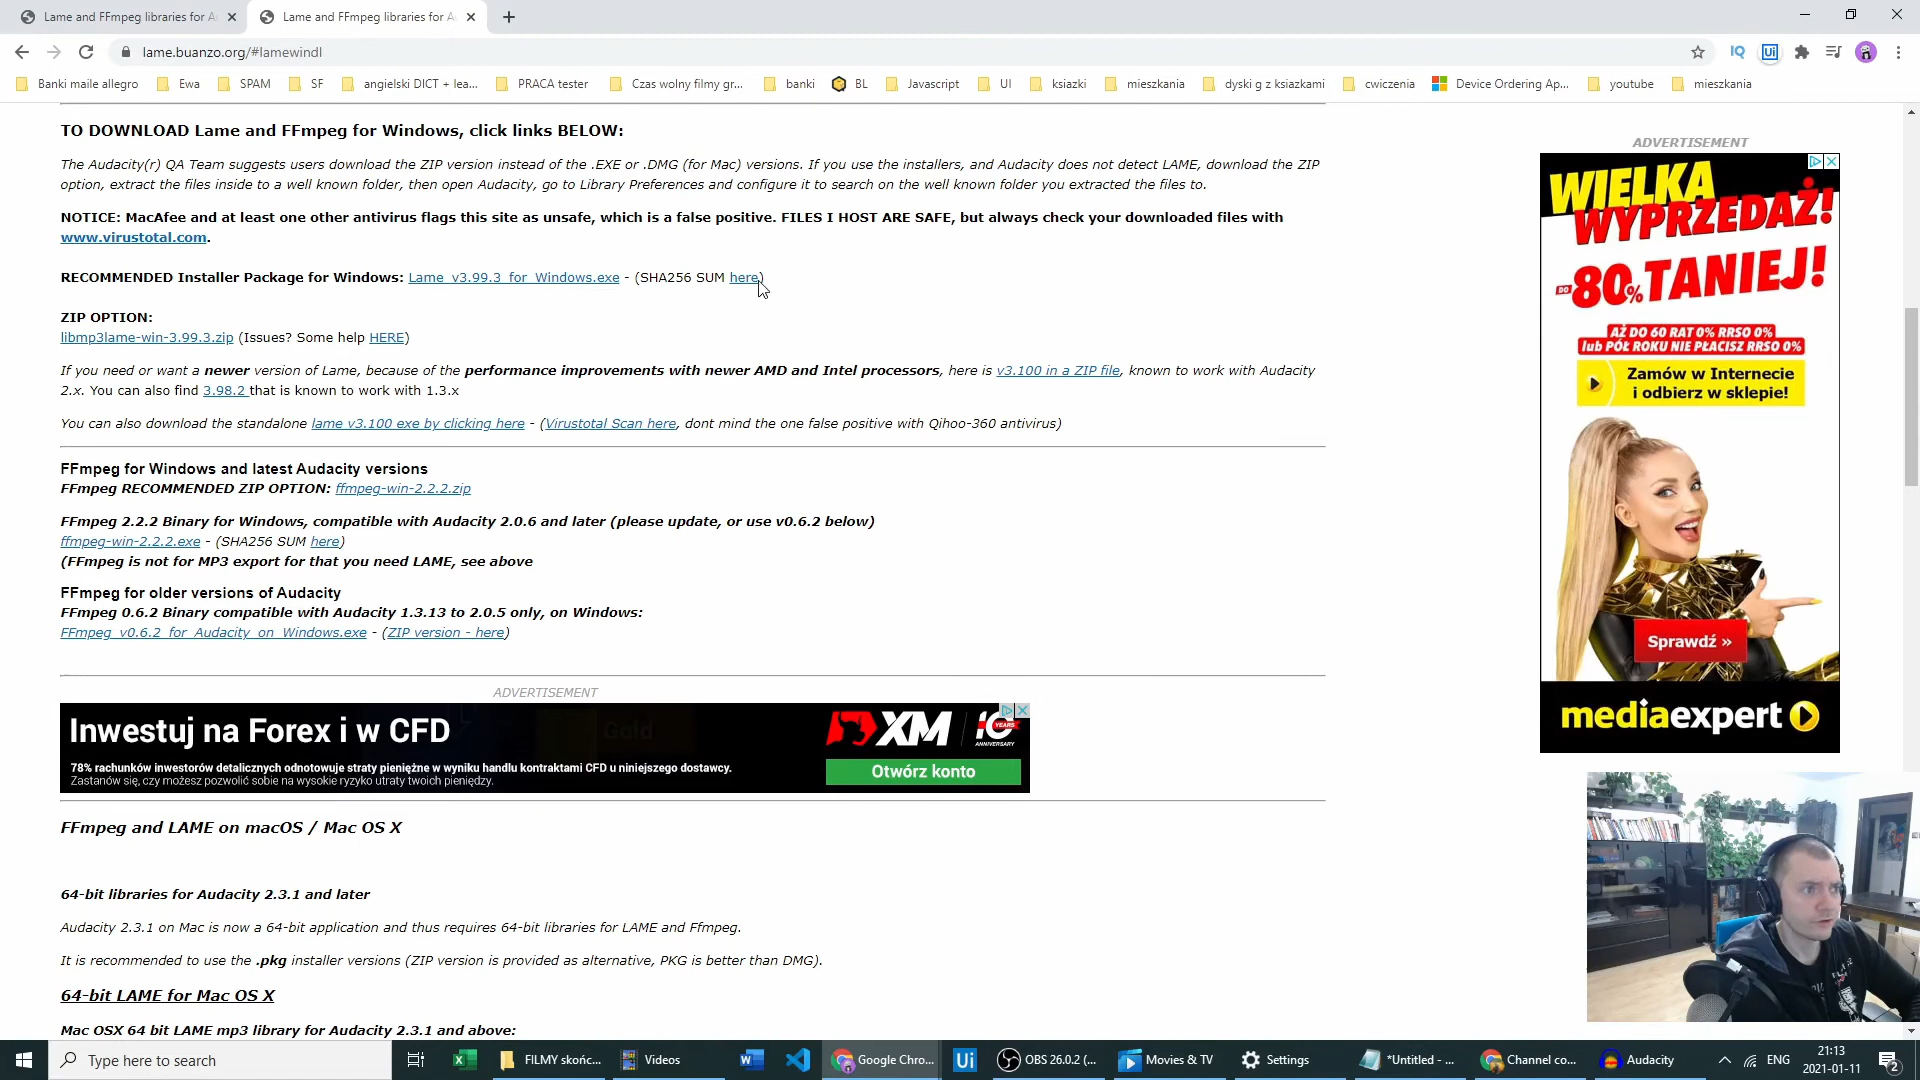 Lame and FFmpeg libraries for A
Lame and FFmpeg libraries for A
lame.buanzo.org/#lamewindl
IQ
Ui
Banki maile allegro
Ewa
SPAM
SF
angielski DICT + lea...
PRACA tester
Czas wolny filmy gr...
banki
BL
Javascript
UI
ksiazki
mieszkania
dyski g z ksiazkami
cwiczenia
Device Ordering Ap...
youtube
mieszkania
TO DOWNLOAD Lame and FFmpeg for Windows, click links BELOW:
The Audacity(r) QA Team suggests users download the ZIP version instead of the .EXE or .DMG (for Mac) versions. If you use the installers, and Audacity does not detect LAME, download the ZIP
option, extract the files inside to a well known folder, then open Audacity, go to Library Preferences and configure it to search on the well known folder you extracted the files to.
NOTICE: MacAfee and at least one other antivirus flags this site as unsafe, which is a false positive. FILES I HOST ARE SAFE, but always check your downloaded files with
www.virustotal.com.
RECOMMENDED Installer Package for Windows: Lame_v3.99.3_for_Windows.exe - (SHA256 SUM here)
ZIP OPTION:
libmp3lame-win-3.99.3.zip (Issues? Some help HERE)
If you need or want a newer version of Lame, because of the performance improvements with newer AMD and Intel processors, here is v3.100 in a ZIP file, known to work with Audacity
2.x. You can also find 3.98.2 that is known to work with 1.3.x
You can also download the standalone lame v3.100 exe by clicking here - (Virustotal Scan here, dont mind the one false positive with Qihoo-360 antivirus)
FFmpeg for Windows and latest Audacity versions
FFmpeg RECOMMENDED ZIP OPTION: ffmpeg-win-2.2.2.zip
FFmpeg 2.2.2 Binary for Windows, compatible with Audacity 2.0.6 and later (please update, or use v0.6.2 below)
ffmpeg-win-2.2.2.exe - (SHA256 SUM here)
(FFmpeg is not for MP3 export for that you need LAME, see above
FFmpeg for older versions of Audacity
FFmpeg 0.6.2 Binary compatible with Audacity 1.3.13 to 2.0.5 only, on Windows:
FFmpeg_v0.6.2_for_Audacity_on_Windows.exe - (ZIP version - here)
ADVERTISEMENT
Inwestuj na Forex i w CFD
Gold
XM
10 YEARS
ANNIVERSARY
78% rachunków inwestorów detalicznych odnotowuje straty pieniężne w wyniku handlu kontraktami CFD u niniejszego dostawcy.
Zastanów się, czy możesz pozwolić sobie na wysokie ryzyko utraty twoich pieniędzy.
Otwórz konto
FFmpeg and LAME on macOS / Mac OS X
64-bit libraries for Audacity 2.3.1 and later
Audacity 2.3.1 on Mac is now a 64-bit application and thus requires 64-bit libraries for LAME and Ffmpeg.
It is recommended to use the .pkg installer versions (ZIP version is provided as alternative, PKG is better than DMG).
64-bit LAME for Mac OS X
Mac OSX 64 bit LAME mp3 library for Audacity 2.3.1 and above:
ADVERTISEMENT
WIELKA
WYPRZEDAŻ!
DO -80% TANIEJ!
AŻ DO 60 RAT 0% RRSO 0%
lub PÓŁ ROKU NIE PŁACISZ RRSO 0%
Zamów w Internecie
i odbierz w sklepie!
Sprawdź »
mediaexpert
Type here to search
FILMY skońc...
Videos
Google Chro...
Ui
OBS 26.0.2 (...
Movies & TV
Settings
*Untitled - ...
Channel co...
Audacity
ENG
21:13
2021-01-11
2